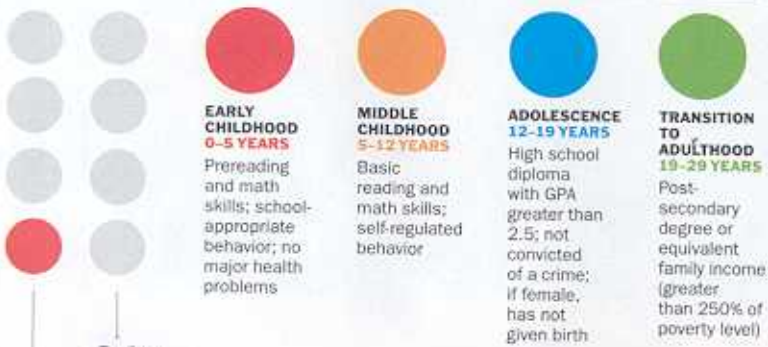 EARLY
CHILDHOOD
0–5 YEARS
Prereading
and math
skills; school-
appropriate
behavior; no
major health
problems
MIDDLE
CHILDHOOD
5–12 YEARS
Basic
reading and
math skills;
self-regulated
behavior
ADOLESCENCE
12–19 YEARS
High school
diploma
with GPA
greater than
2.5; not
convicted
of a crime;
if female,
has not
given birth
TRANSITION
TO
ADULTHOOD
19–29 YEARS
Post-
secondary
degree or
equivalent
family income
(greater
than 250% of
poverty level)